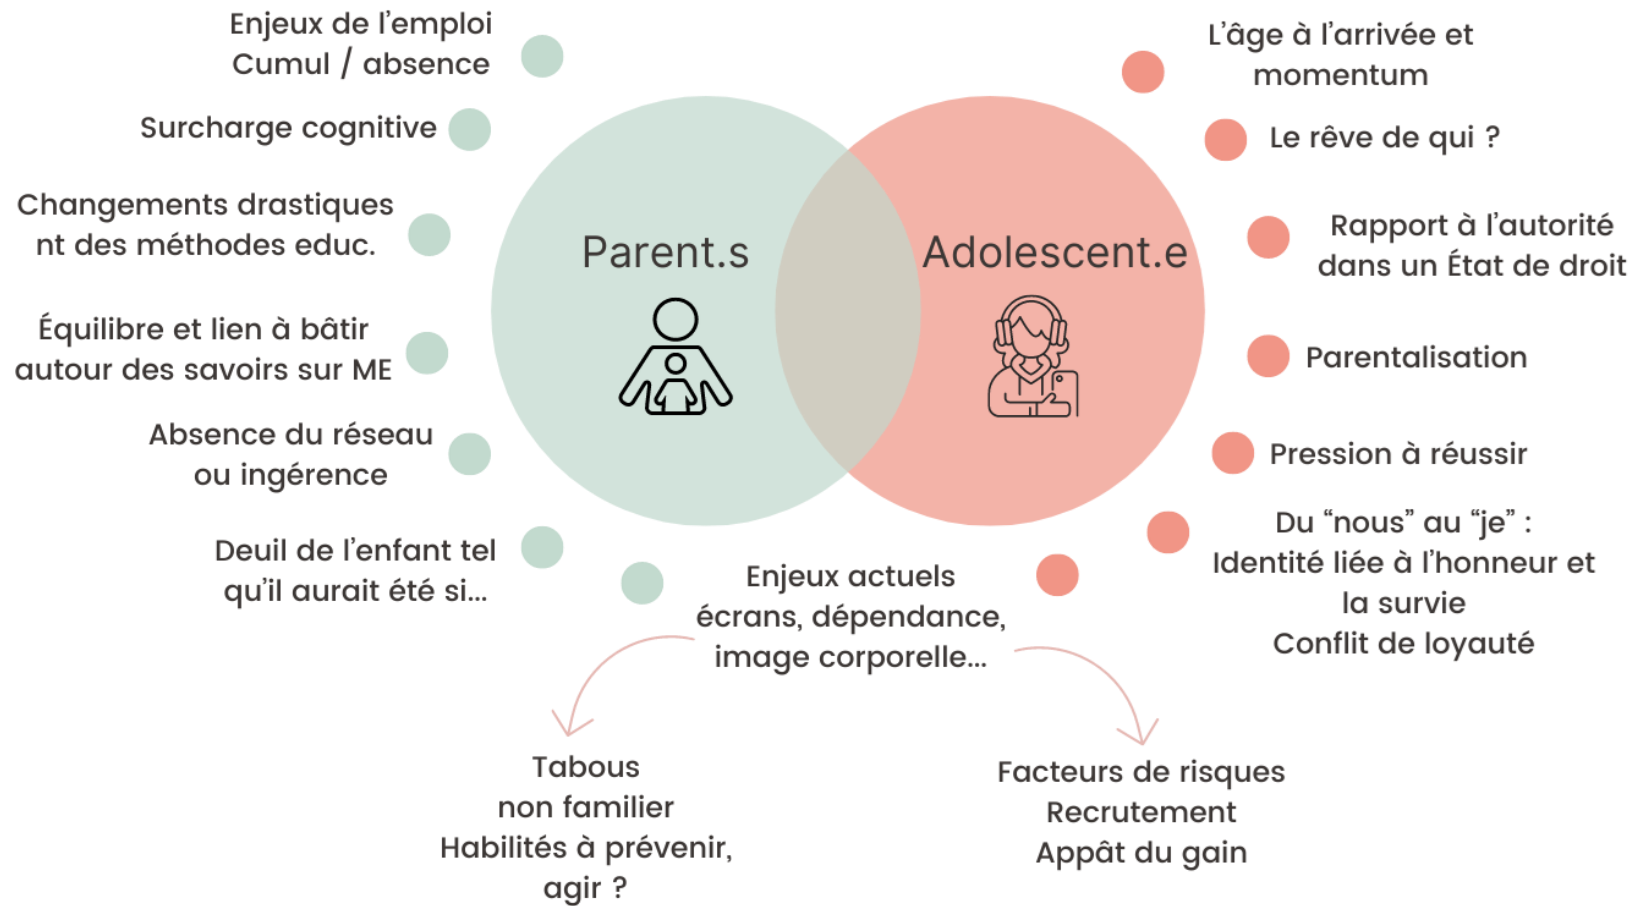 Enjeux de l'emploi
Cumul / absence
Surcharge cognitive
Changements drastiques
nt des méthodes educ.
Équilibre et lien à bâtir
autour des savoirs sur ME
Absence du réseau
ou ingérence
Deuil de l'enfant tel
qu'il aurait été si...
Parent.s
Adolescent.e
L'âge à l'arrivée et
momentum
Le rêve de qui ?
Rapport à l'autorité
dans un État de droit
Parentalisation
Pression à réussir
Du “nous” au “je” :
Identité liée à l'honneur et
la survie
Conflit de loyauté
Enjeux actuels
écrans, dépendance,
image corporelle...
Tabous
non familier
Habilités à prévenir,
agir ?
Facteurs de risques
Recrutement
Appât du gain